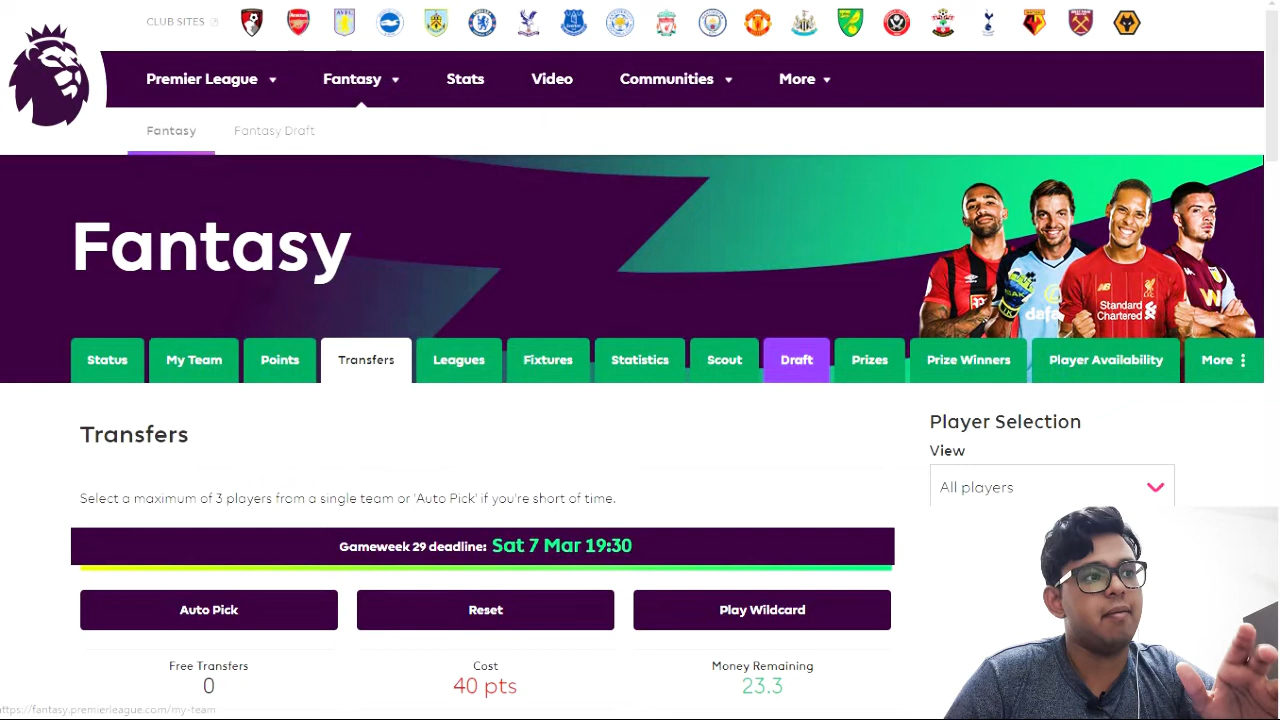 CLUB SITES
Premier League
Fantasy
Stats
Video
Communities
More
Fantasy
Fantasy Draft
Fantasy
Standard
Chartered
dafa
W
Status
My Team
Points
Transfers
Leagues
Fixtures
Statistics
Scout
Draft
Prizes
Prize Winners
Player Availability
More
Transfers
Player Selection
View
All players
Select a maximum of 3 players from a single team or 'Auto Pick' if you're short of time.
Gameweek 29 deadline: Sat 7 Mar 19:30
Auto Pick
Reset
Play Wildcard
Free Transfers
Cost
Money Remaining
0
40 pts
23.3
https://fantasy.premierleague.com/my-team